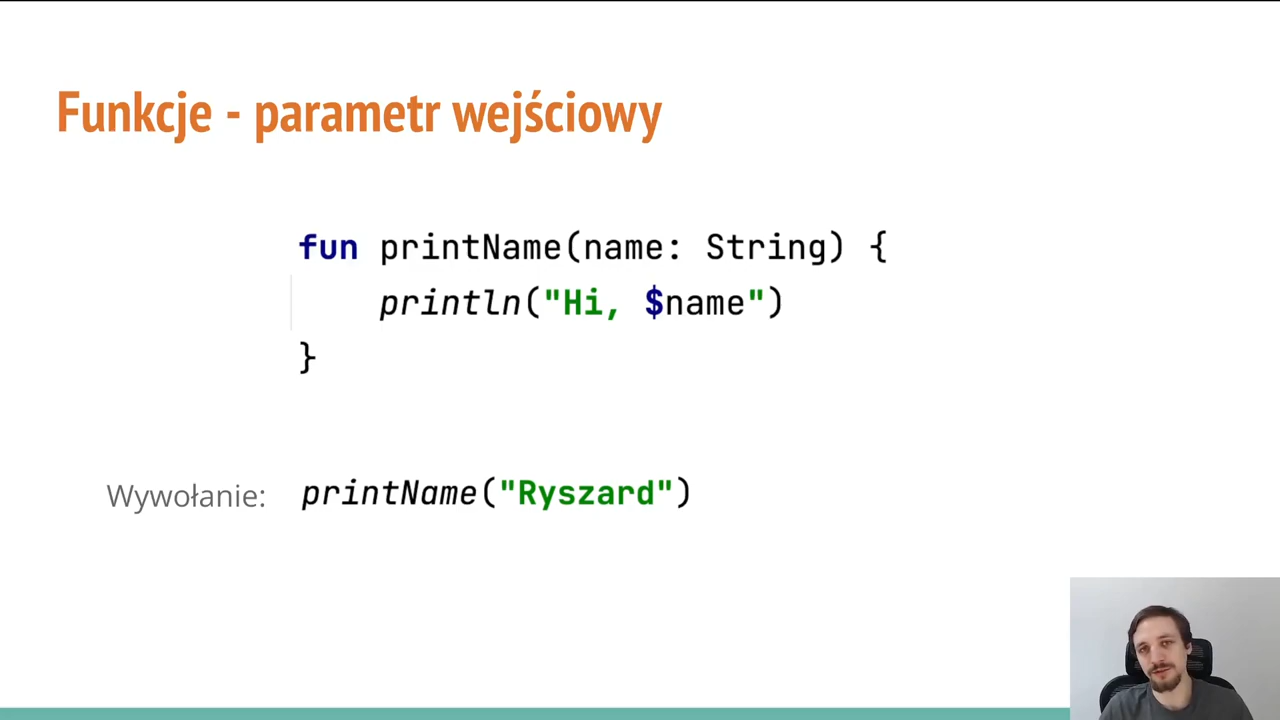 Funkcje - parametr wejściowy
fun printName(name: String) {
println("Hi, $name")
}
Wywołanie: printName("Ryszard")